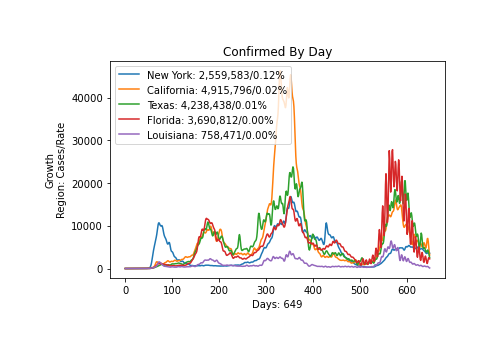 Confirmed By Day
New York: 2,559,583/0.12%
California: 4,915,796/0.02%
Texas: 4,238,438/0.01%
Florida: 3,690,812/0.00%
Louisiana: 758,471/0.00%
Growth
Region: Cases/Rate
40000
30000
20000
10000
0
0 100 200 300 400 500 600
Days: 649